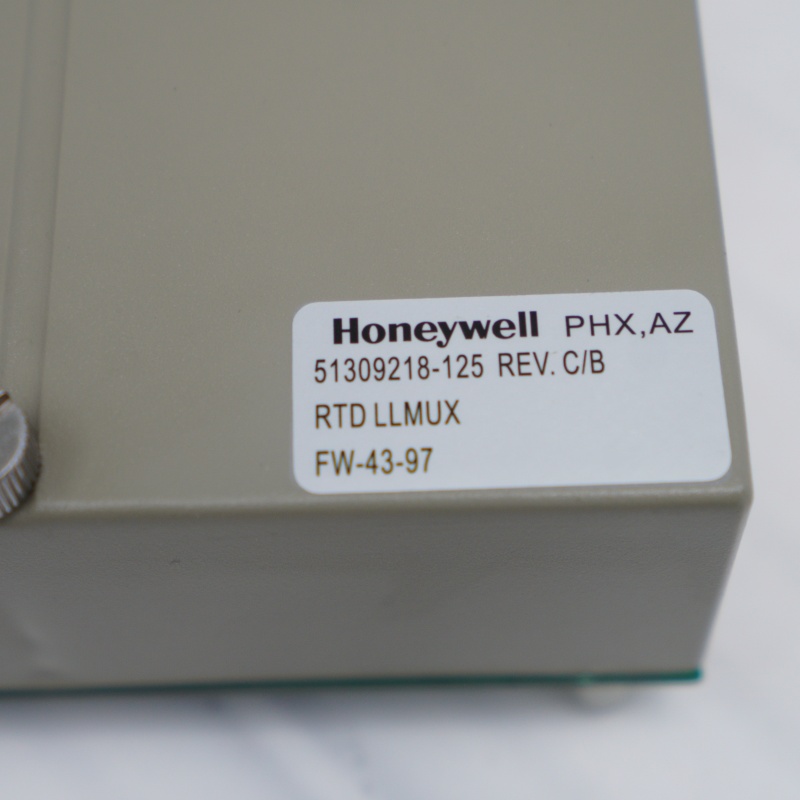 Honeywell PHX,AZ
51309218-125 REV. C/B
RTD LLMUX
FW-43-97